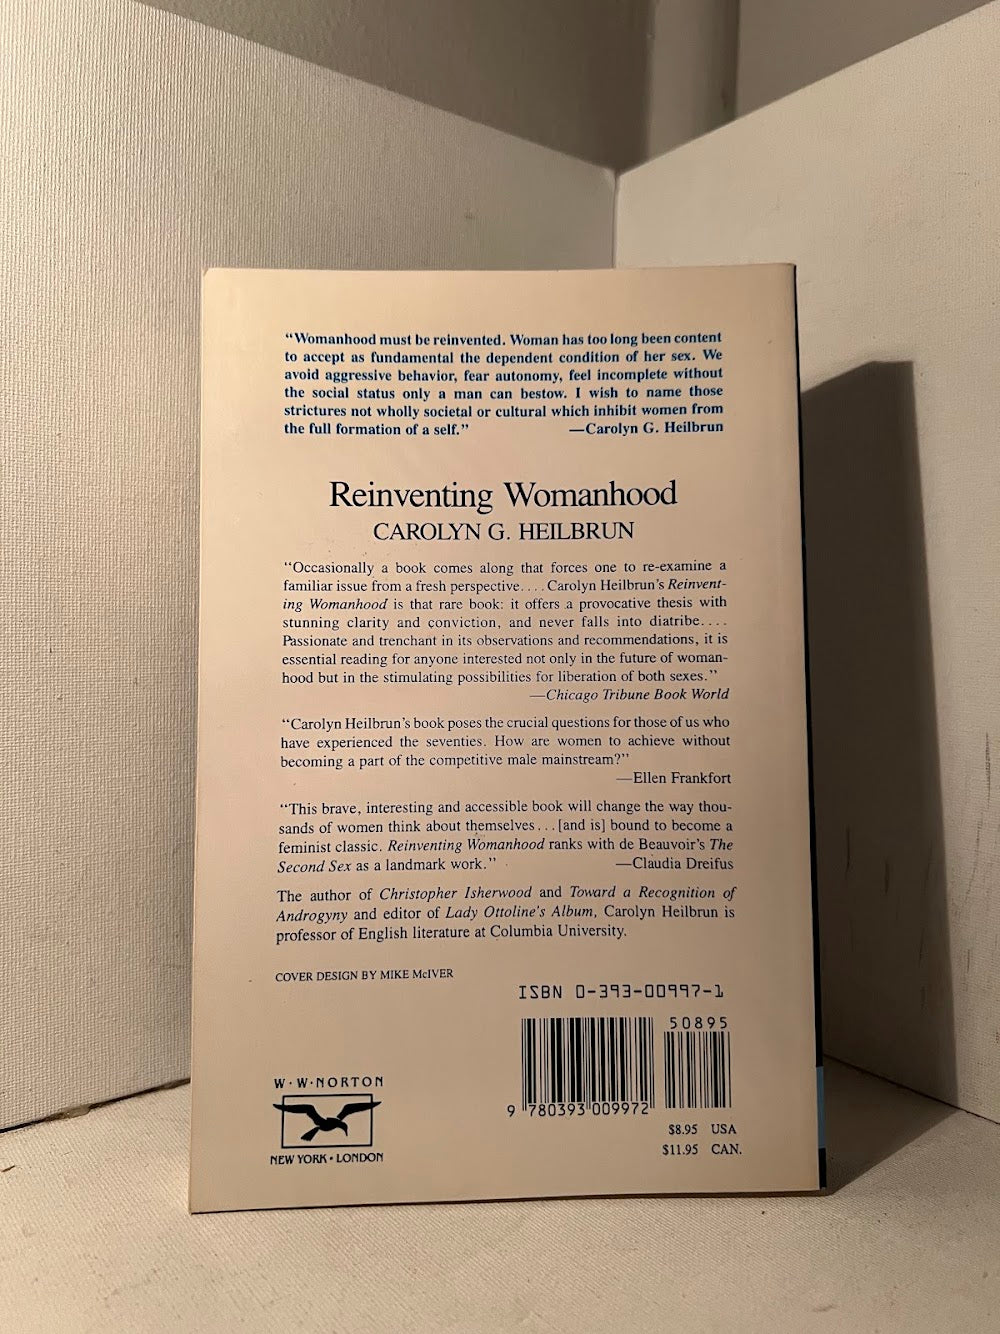 “Womanhood must be reinvented. Woman has too long been content
to accept as fundamental the dependent condition of her sex. We
avoid aggressive behavior, fear autonomy, feel incomplete without
the social status only a man can bestow. I wish to name those
strictures not wholly societal or cultural which inhibit women from
the full formation of a self.” —Carolyn G. Heilbrun
Reinventing Womanhood
CAROLYN G. HEILBRUN
“Occasionally a book comes along that forces one to re-examine a
familiar issue from a fresh perspective. . . . Carolyn Heilbrun’s Reinvent-
ing Womanhood is that rare book: it offers a provocative thesis with
stunning clarity and conviction, and never falls into diatribe. . . .
Passionate and trenchant in its observations and recommendations, it is
essential reading for anyone interested not only in the future of woman-
hood but in the stimulating possibilities for liberation of both sexes.”
—Chicago Tribune Book World
“Carolyn Heilbrun’s book poses the crucial questions for those of us who
have experienced the seventies. How are women to achieve without
becoming a part of the competitive male mainstream?”
—Ellen Frankfort
“This brave, interesting and accessible book will change the way thou-
sands of women think about themselves . . . [and is] bound to become a
feminist classic. Reinventing Womanhood ranks with de Beauvoir’s The
Second Sex as a landmark work.” —Claudia Dreifus
The author of Christopher Isherwood and Toward a Recognition of
Androgyny and editor of Lady Ottoline’s Album, Carolyn Heilbrun is
professor of English literature at Columbia University.
COVER DESIGN BY MIKE McIVER
ISBN 0-393-00997-1
50895
9 780393 009972
$8.95 USA
$11.95 CAN.
W·W·NORTON
NEW YORK · LONDON